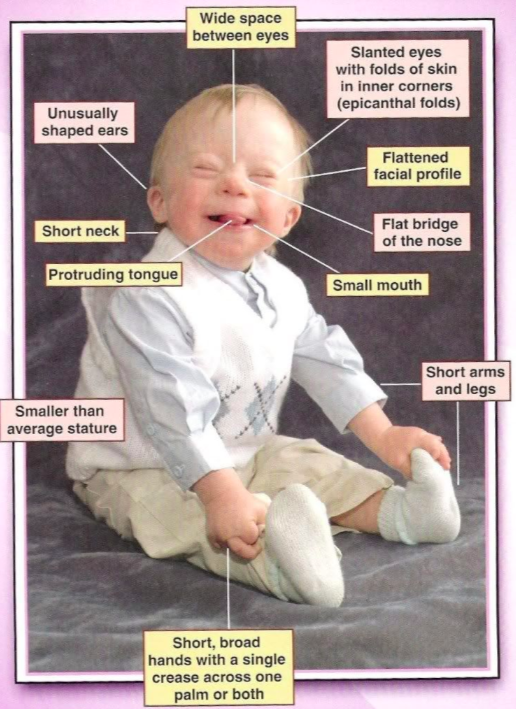 Wide space
between eyes
Slanted eyes
with folds of skin
in inner corners
(epicanthal folds)
Unusually
shaped ears
Flattened
facial profile
Short neck
Flat bridge
of the nose
Protruding tongue
Small mouth
Short arms
and legs
Smaller than
average stature
Short, broad
hands with a single
crease across one
palm or both